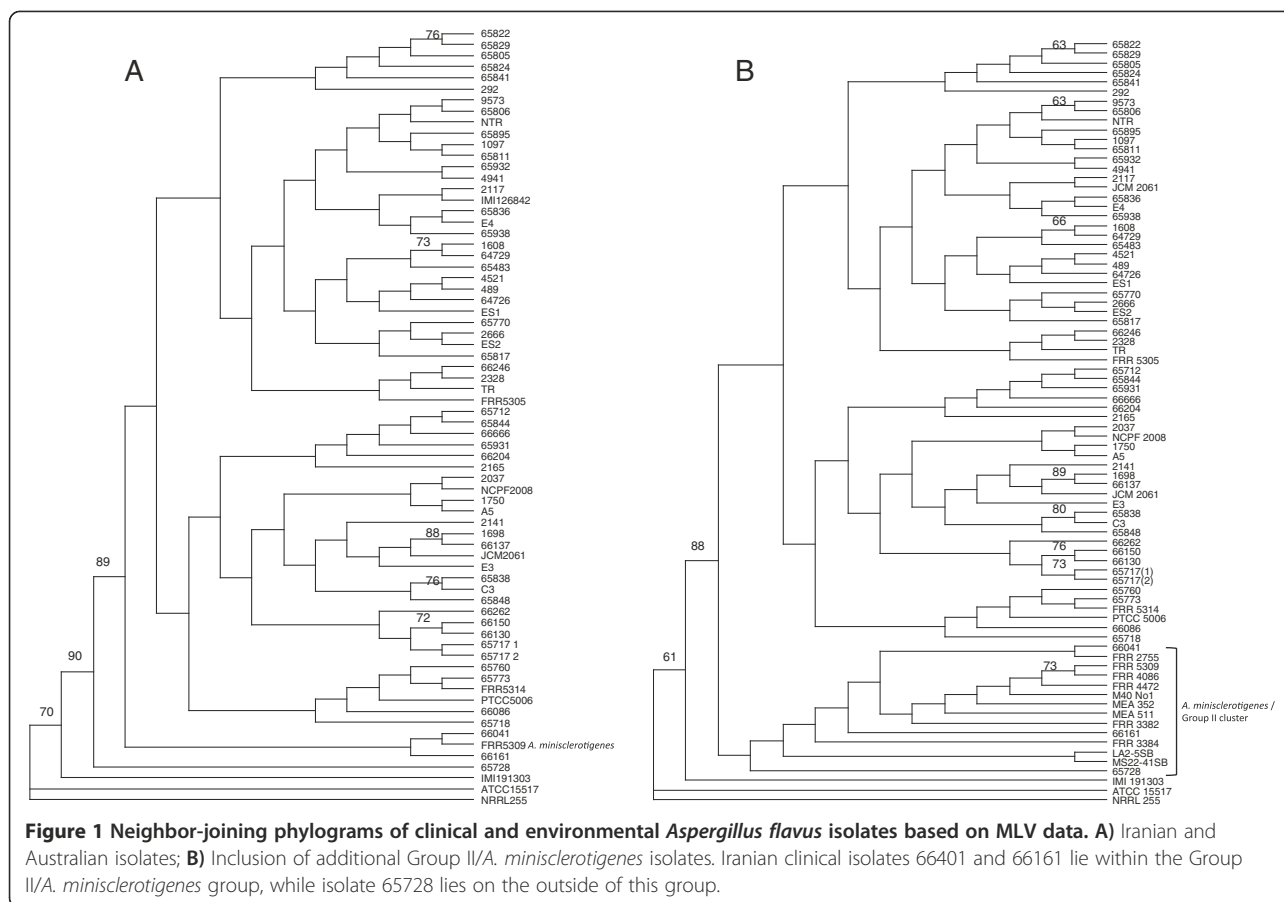 A
76
65822
65829
65805
65824
65841
292
9573
65806
NTR
65895
1097
65811
65932
4941
2117
IMI126842
65836
E4
65938
73
1608
64729
65483
4521
489
64726
ES1
65770
2666
ES2
65817
66246
2328
TR
FRR5305
65712
65844
66666
65931
66204
2165
2037
NCPF2008
1750
A5
2141
88
1698
66137
JCM2061
E3
76
65838
C3
65848
66262
72
66150
66130
65717 1
65717 2
65760
65773
FRR5314
PTCC5006
66086
65718
66041
FRR5309 A. minisclerotigenes
66161
65728
IMI191303
ATCC15517
NRRL255
89
90
70
B
63
65822
65829
65805
65824
65841
292
63
9573
65806
NTR
65895
1097
65811
65932
4941
2117
JCM 2061
65836
E4
65938
66
1608
64729
65483
4521
489
64726
ES1
65770
2666
ES2
65817
66246
2328
TR
FRR 5305
65712
65844
65931
66666
66204
2165
2037
NCPF 2008
1750
A5
2141
89
1698
66137
JCM 2061
E3
80
65838
C3
65848
66262
76
66150
66130
73
65717(1)
65717(2)
65760
65773
FRR 5314
PTCC 5006
66086
65718
66041
FRR 2755
73
FRR 5309
FRR 4086
FRR 4472
M40 No1
MEA 352
MEA 511
FRR 3382
66161
FRR 3384
LA2-5SB
MS22-41SB
65728
IMI 191303
ATCC 15517
NRRL 255
88
61
A. minisclerotigenes /
Group II cluster
Figure 1 Neighbor-joining phylograms of clinical and environmental Aspergillus flavus isolates based on MLV data. A) Iranian and
Australian isolates; B) Inclusion of additional Group II/A. minisclerotigenes isolates. Iranian clinical isolates 66401 and 66161 lie within the Group
II/A. minisclerotigenes group, while isolate 65728 lies on the outside of this group.